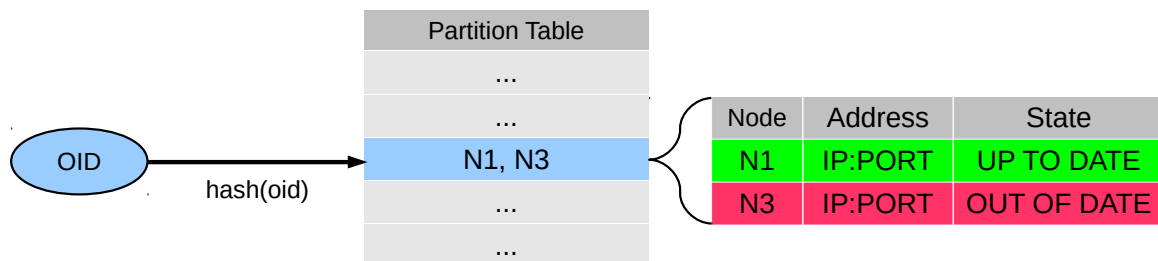 OID
hash(oid)
Partition Table
...
...
N1, N3
...
...
Node Address State
N1 IP:PORT UP TO DATE
N3 IP:PORT OUT OF DATE